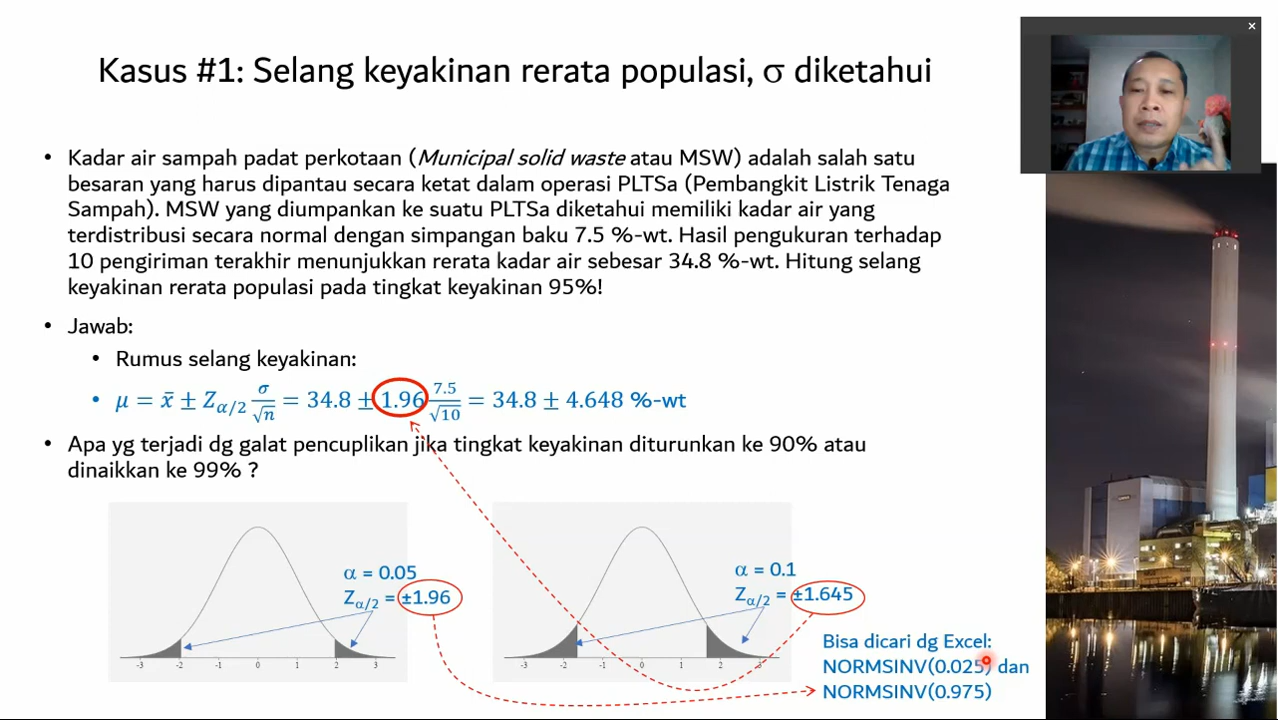 Kasus #1: Selang keyakinan rerata populasi, σ diketahui
• Kadar air sampah padat perkotaan (Municipal solid waste atau MSW) adalah salah satu
besaran yang harus dipantau secara ketat dalam operasi PLTSa (Pembangkit Listrik Tenaga
Sampah). MSW yang diumpankan ke suatu PLTSa diketahui memiliki kadar air yang
terdistribusi secara normal dengan simpangan baku 7.5 %-wt. Hasil pengukuran terhadap
10 pengiriman terakhir menunjukkan rerata kadar air sebesar 34.8 %-wt. Hitung selang
keyakinan rerata populasi pada tingkat keyakinan 95%!
• Jawab:
• Rumus selang keyakinan:
• μ = x̄ ± Z_{α/2} σ/√n = 34.8 ± 1.96 7.5/√10 = 34.8 ± 4.648 %-wt
• Apa yg terjadi dg galat pencuplikan jika tingkat keyakinan diturunkan ke 90% atau
dinaikkan ke 99% ?
α = 0.05
Z_{α/2} = ±1.96
-3 -2 -1 0 1 2 3
α = 0.1
Z_{α/2} = ±1.645
-3 -2 -1 0 1 2 3
Bisa dicari dg Excel:
NORMSINV(0.025) dan
NORMSINV(0.975)